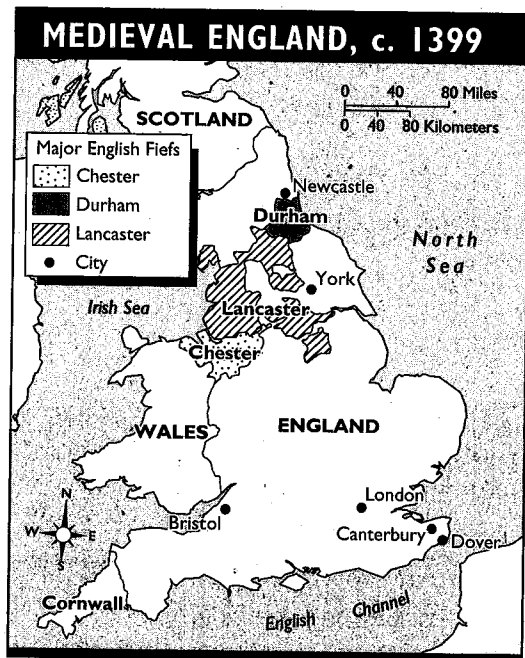 MEDIEVAL ENGLAND, c. 1399
0 40 80 Miles
0 40 80 Kilometers
SCOTLAND
Major English Fiefs
Chester
Durham
Lancaster
City
Newcastle
Durham
North
Sea
York
Irish Sea
Lancaster
Chester
WALES
ENGLAND
London
Bristol
Canterbury
Dover
N
W E
S
Cornwall
English Channel